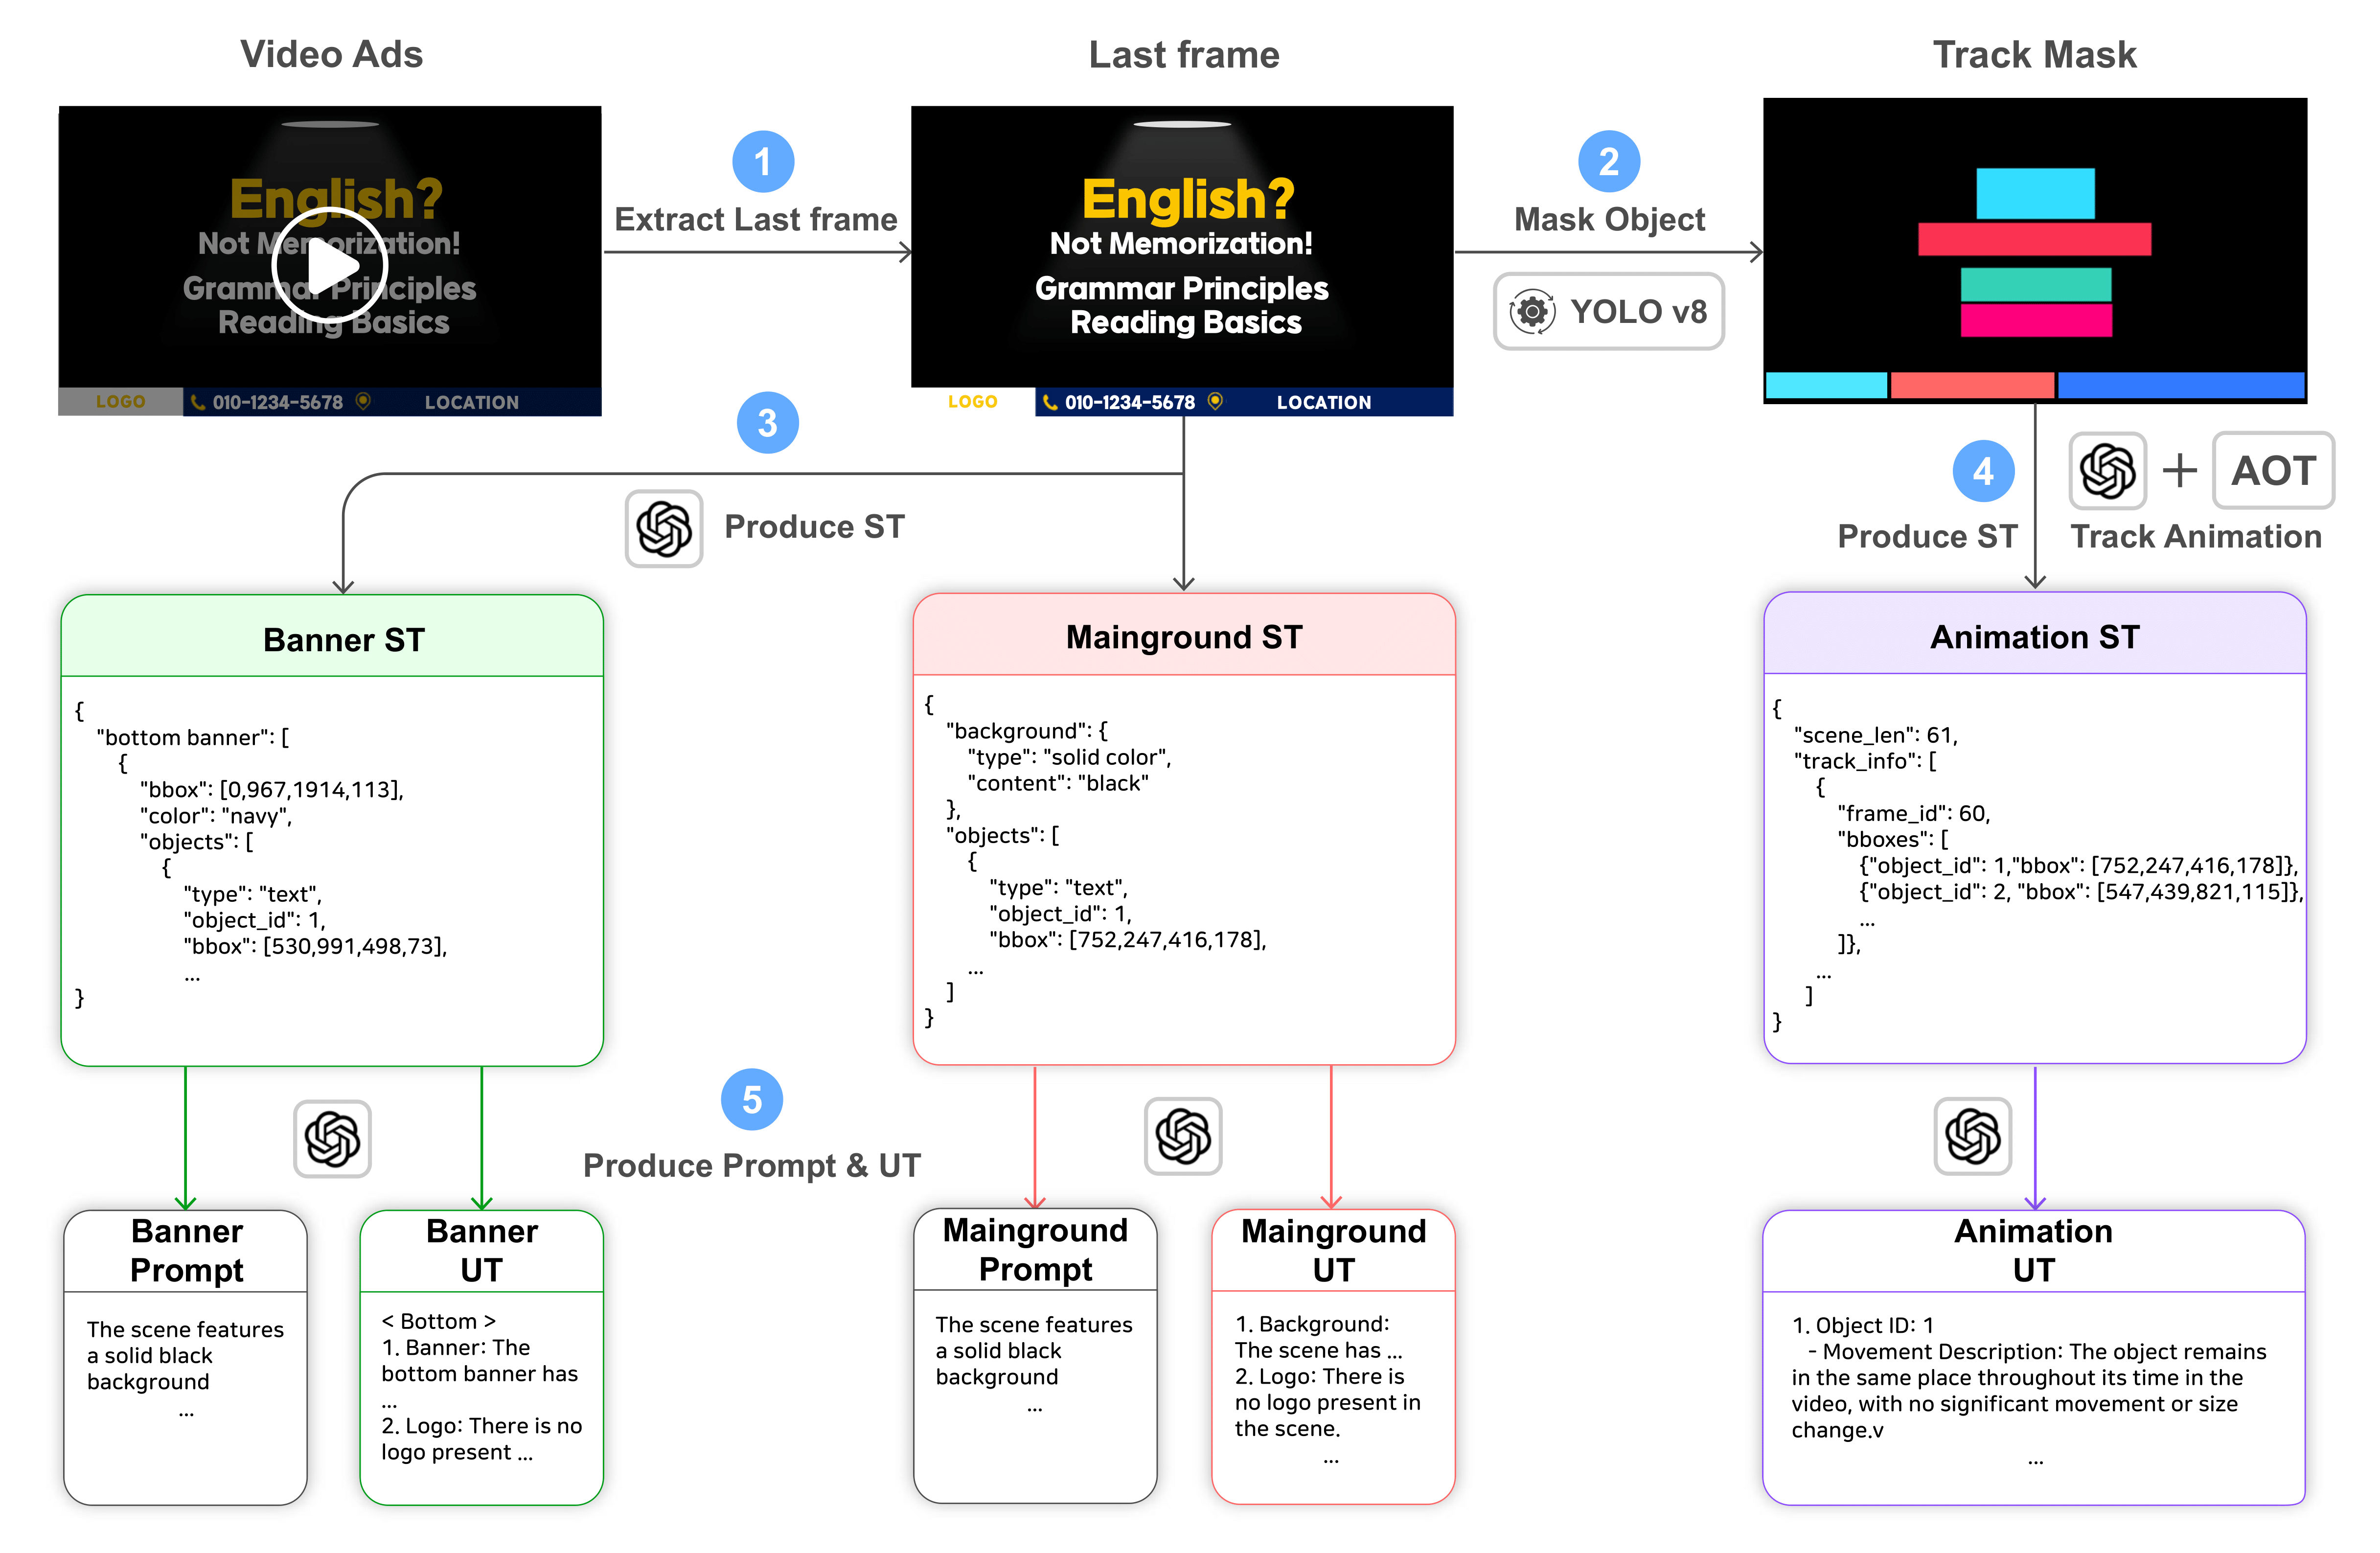 Video Ads
Last frame
Track Mask
English?
Not Memorization!
Grammar Principles
Reading Basics
LOGO
010-1234-5678
LOCATION
1
Extract Last frame
English?
Not Memorization!
Grammar Principles
Reading Basics
LOGO
010-1234-5678
LOCATION
2
Mask Object
YOLO v8
3
Produce ST
4
AOT
Produce ST
Track Animation
Banner ST
{
"bottom banner": [
{
"bbox": [0,967,1914,113],
"color": "navy",
"objects": [
{
"type": "text",
"object_id": 1,
"bbox": [530,991,498,73],
...
}
Mainground ST
{
"background": {
"type": "solid color",
"content": "black"
},
"objects": [
{
"type": "text",
"object_id": 1,
"bbox": [752,247,416,178],
...
]
}
Animation ST
{
"scene_len": 61,
"track_info": [
{
"frame_id": 60,
"bboxes": [
{"object_id": 1,"bbox": [752,247,416,178]},
{"object_id": 2, "bbox": [547,439,821,115]},
...
]},
...
]
}
5
Produce Prompt & UT
Banner
Prompt
The scene features
a solid black
background
...
Banner
UT
< Bottom >
1. Banner: The
bottom banner has
...
2. Logo: There is no
logo present ...
Mainground
Prompt
The scene features
a solid black
background
...
Mainground
UT
1. Background:
The scene has ...
2. Logo: There is
no logo present in
the scene.
...
Animation
UT
1. Object ID: 1
- Movement Description: The object remains
in the same place throughout its time in the
video, with no significant movement or size
change.v
...